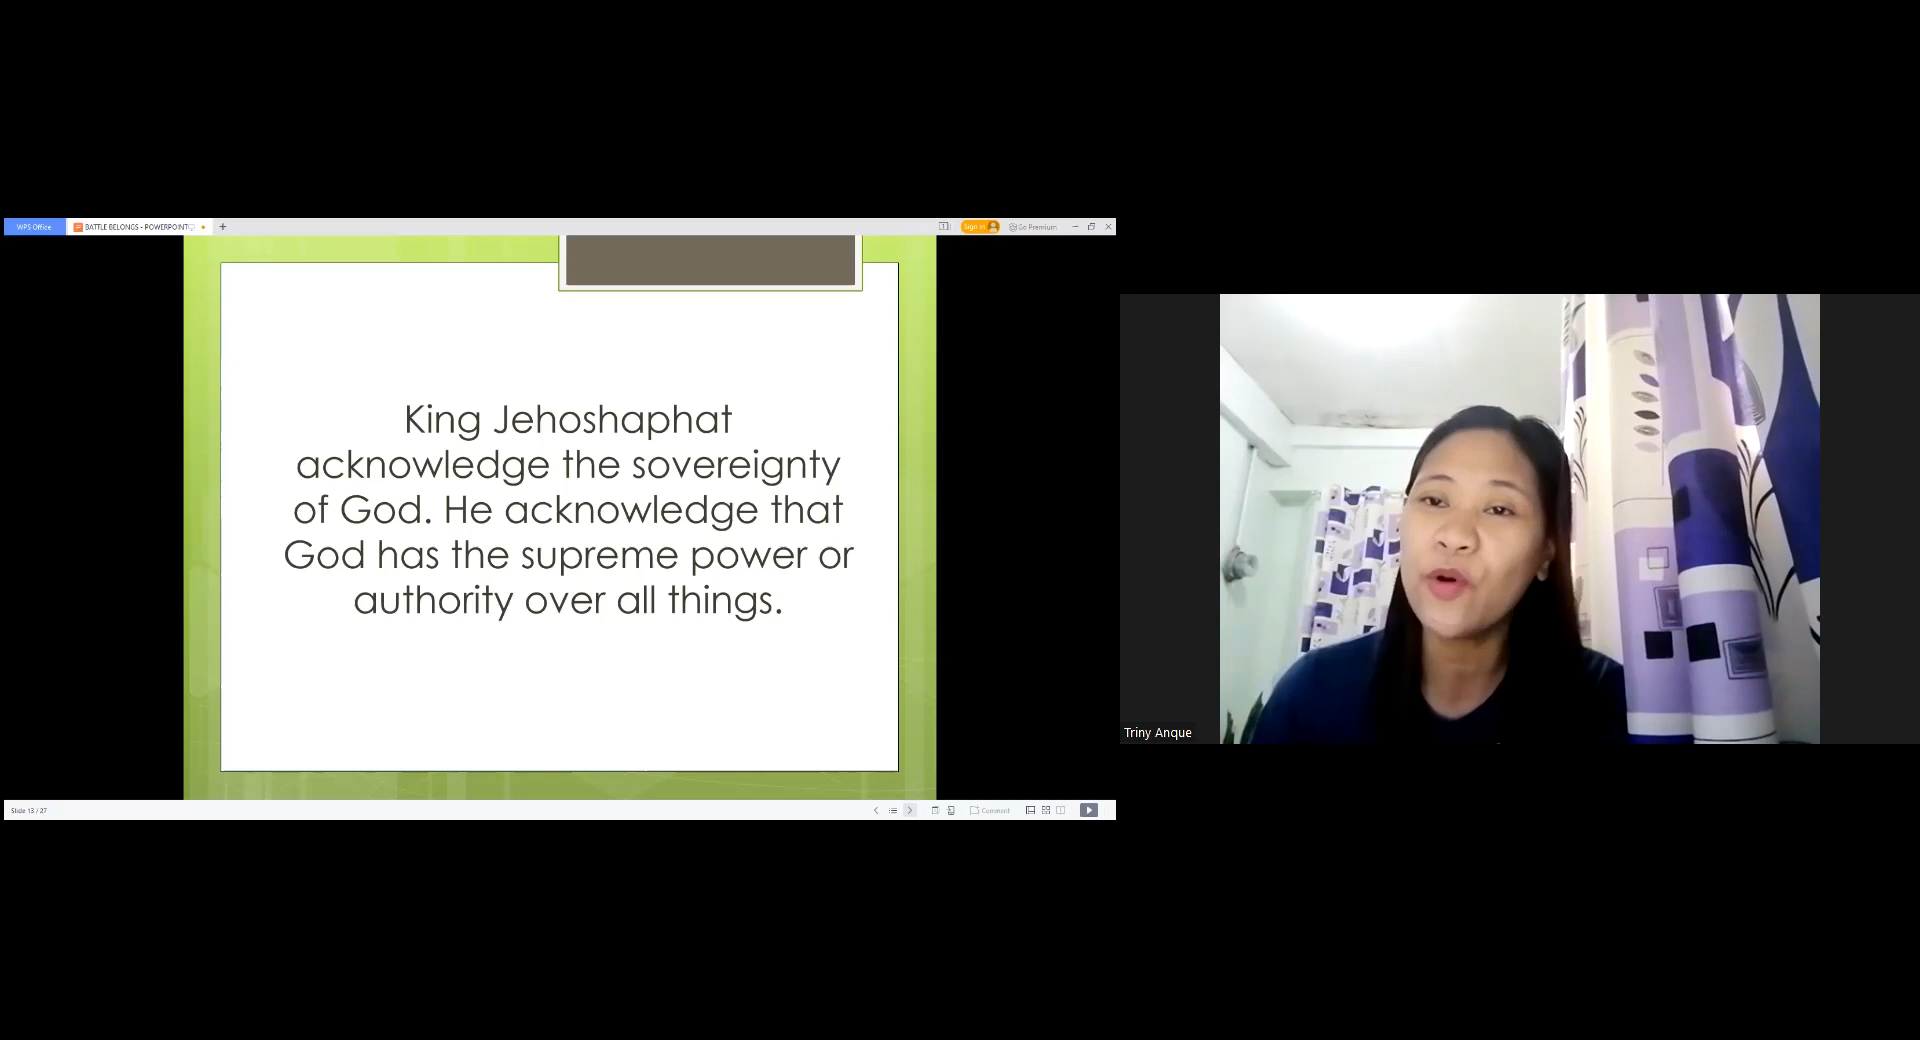 WPS Office
BATTLE BELONGS - POWERPOINT
Sign in
Go Premium
King Jehoshaphat
acknowledge the sovereignty
of God. He acknowledge that
God has the supreme power or
authority over all things.
Slide 13 / 27
Comment
Triny Anque